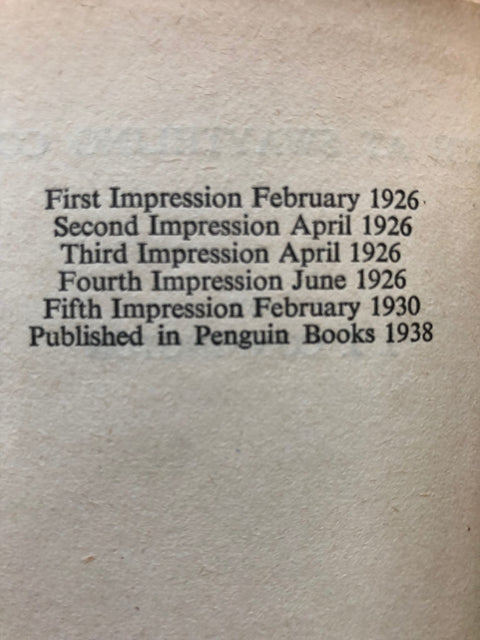 First Impression February 1926
Second Impression April 1926
Third Impression April 1926
Fourth Impression June 1926
Fifth Impression February 1930
Published in Penguin Books 1938